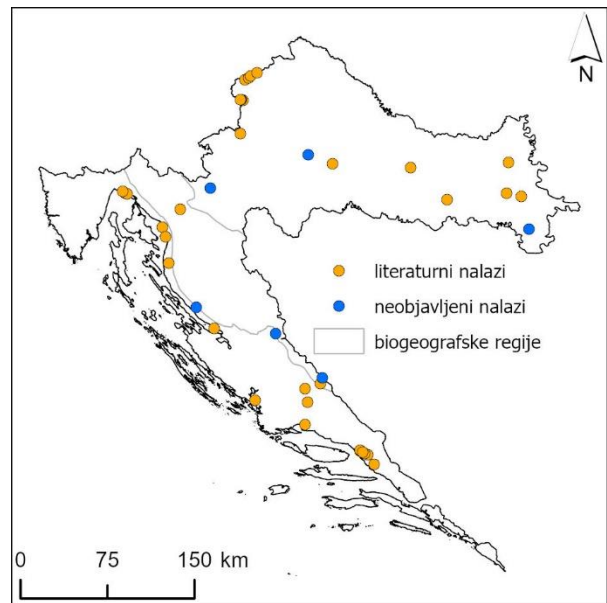 N
literaturni nalazi
neobjavljeni nalazi
biogeografske regije
0 75 150 km